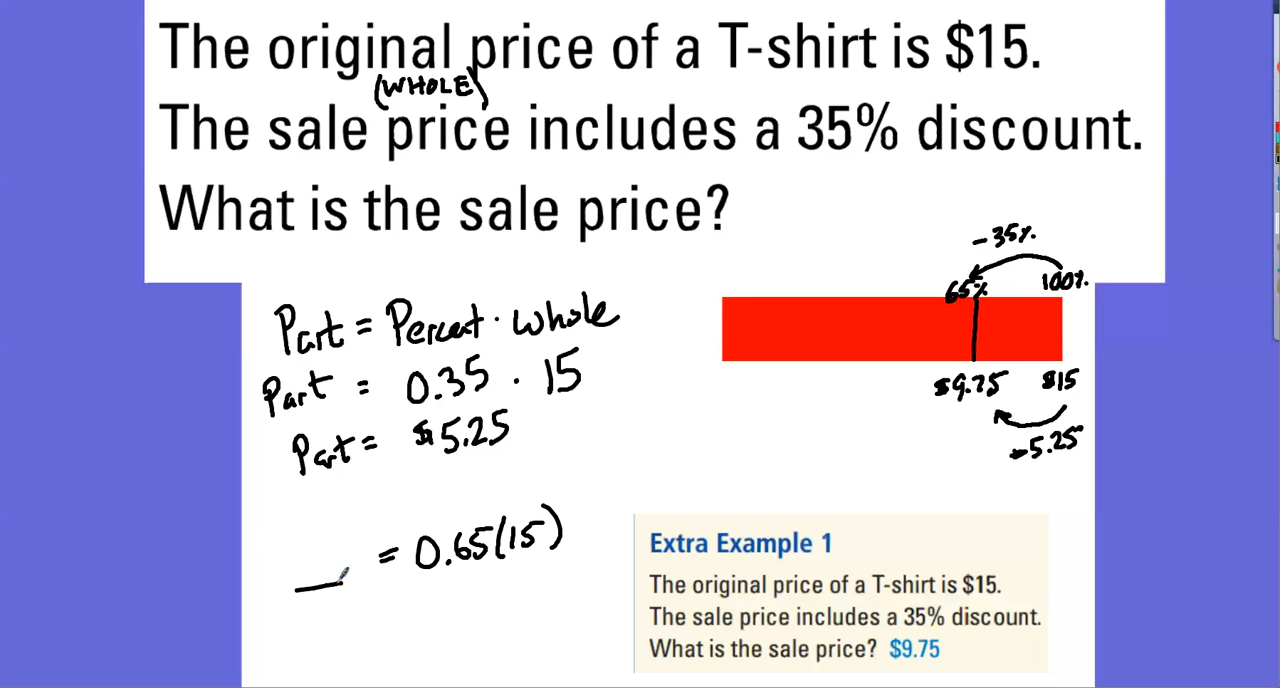 The original price of a T-shirt is $15.
(WHOLE)
The sale price includes a 35% discount.
What is the sale price?
-35%
65% 100%
Part = Percent · whole
Part = 0.35 · 15
$9.75 $15
Part = $5.25
-5.25
= 0.65(15)
Extra Example 1
The original price of a T-shirt is $15.
The sale price includes a 35% discount.
What is the sale price? $9.75